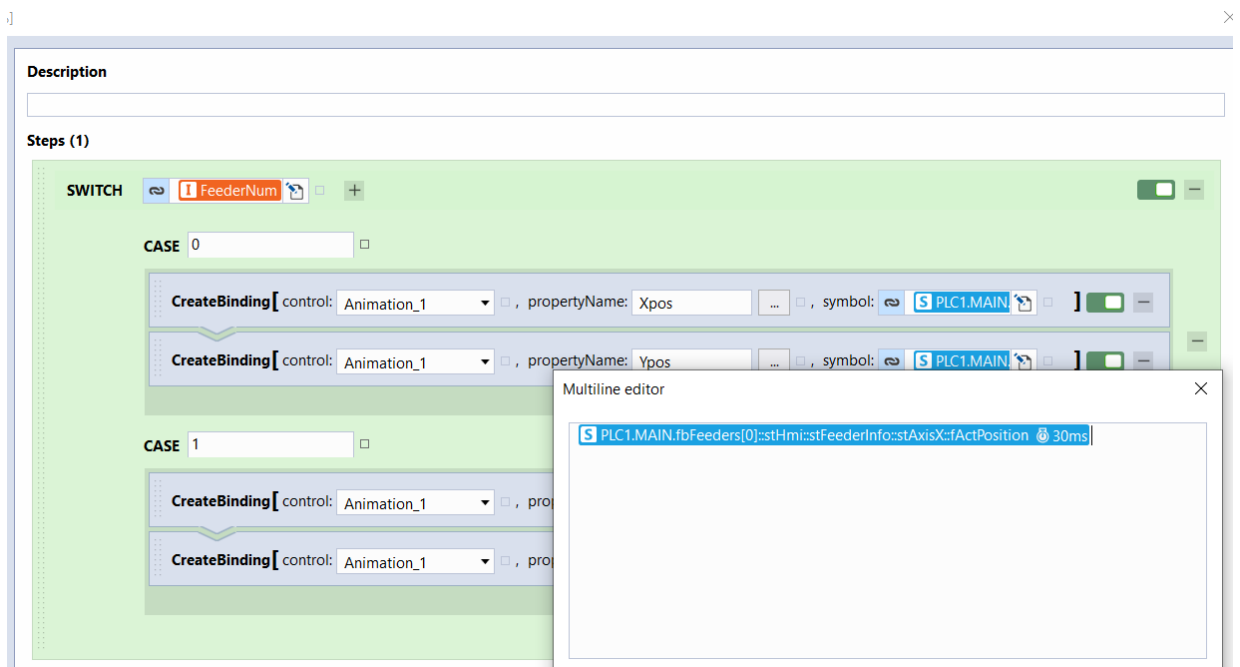 ]
Description
Steps (1)
SWITCH I FeederNum +
CASE 0
CreateBinding[ control: Animation_1 , propertyName: Xpos ... , symbol: S PLC1.MAIN. ]
CreateBinding[ control: Animation_1 , propertyName: Ypos ... , symbol: S PLC1.MAIN. ]
Multiline editor
S PLC1.MAIN.fbFeeders[0]::stHmi::stFeederInfo::stAxisX::fActPosition 30ms
CASE 1
CreateBinding[ control: Animation_1 , prop
CreateBinding[ control: Animation_1 , prop